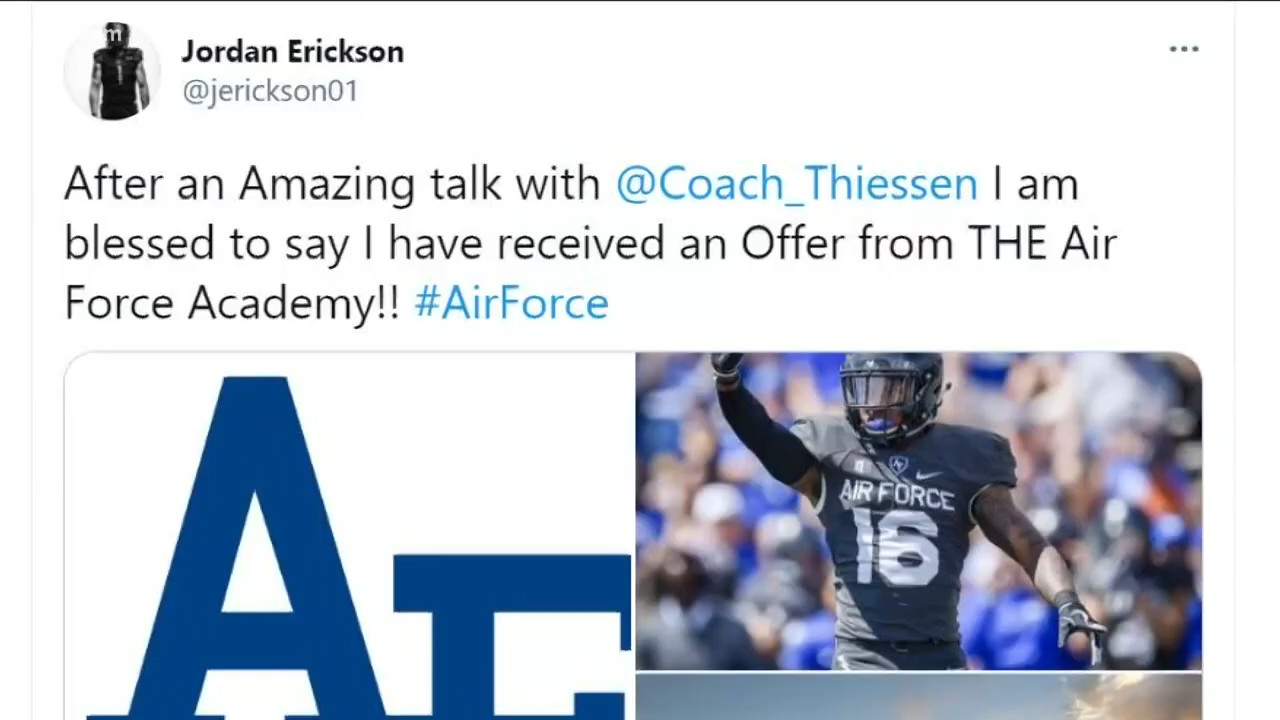 Jordan Erickson
@jerickson01
After an Amazing talk with @Coach_Thiessen I am
blessed to say I have received an Offer from THE Air
Force Academy!! #AirForce
AF
AIR FORCE
16